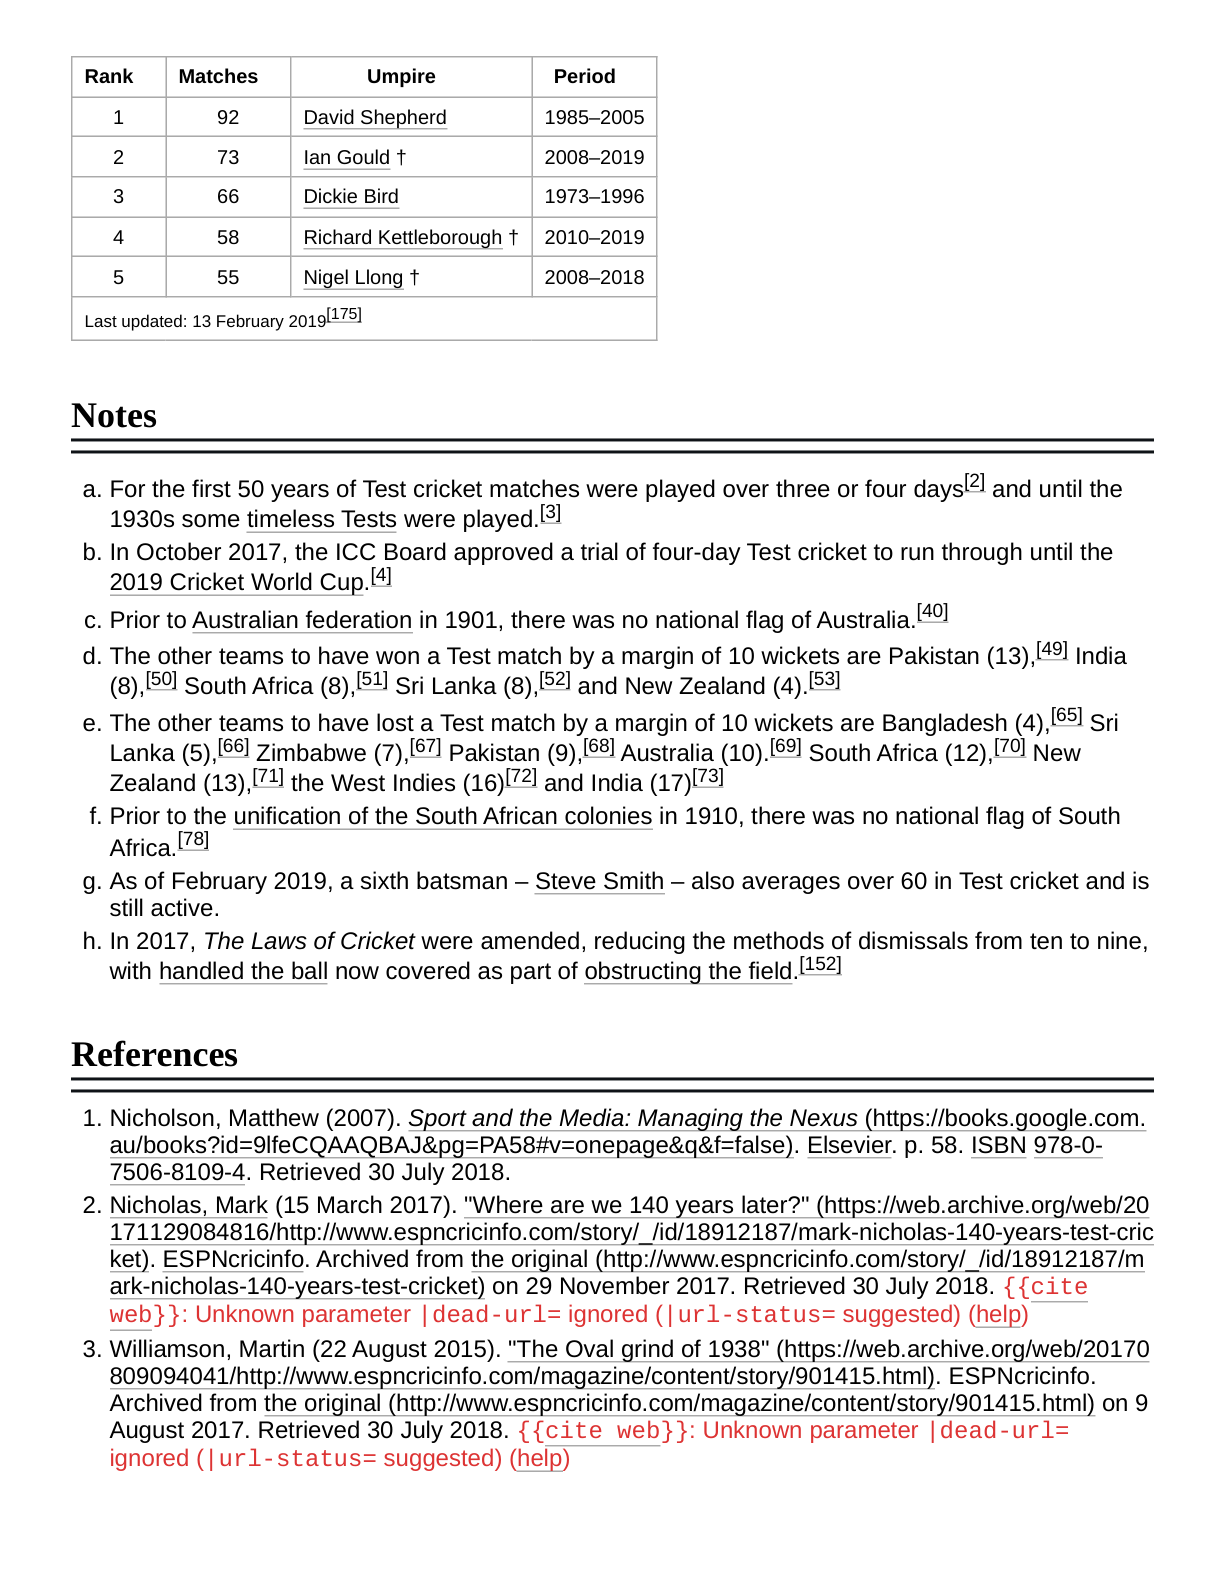 Rank Matches Umpire Period
1 92 David Shepherd 1985–2005
2 73 Ian Gould † 2008–2019
3 66 Dickie Bird 1973–1996
4 58 Richard Kettleborough † 2010–2019
5 55 Nigel Llong † 2008–2018
Last updated: 13 February 2019[175]
Notes
a. For the first 50 years of Test cricket matches were played over three or four days[2] and until the
1930s some timeless Tests were played.[3]
b. In October 2017, the ICC Board approved a trial of four-day Test cricket to run through until the
2019 Cricket World Cup.[4]
c. Prior to Australian federation in 1901, there was no national flag of Australia.[40]
d. The other teams to have won a Test match by a margin of 10 wickets are Pakistan (13),[49] India
(8),[50] South Africa (8),[51] Sri Lanka (8),[52] and New Zealand (4).[53]
e. The other teams to have lost a Test match by a margin of 10 wickets are Bangladesh (4),[65] Sri
Lanka (5),[66] Zimbabwe (7),[67] Pakistan (9),[68] Australia (10).[69] South Africa (12),[70] New
Zealand (13),[71] the West Indies (16)[72] and India (17)[73]
f. Prior to the unification of the South African colonies in 1910, there was no national flag of South
Africa.[78]
g. As of February 2019, a sixth batsman – Steve Smith – also averages over 60 in Test cricket and is
still active.
h. In 2017, The Laws of Cricket were amended, reducing the methods of dismissals from ten to nine,
with handled the ball now covered as part of obstructing the field.[152]
References
1. Nicholson, Matthew (2007). Sport and the Media: Managing the Nexus (https://books.google.com.
au/books?id=9lfeCQAAQBAJ&pg=PA58#v=onepage&q&f=false). Elsevier. p. 58. ISBN 978-0-
7506-8109-4. Retrieved 30 July 2018.
2. Nicholas, Mark (15 March 2017). "Where are we 140 years later?" (https://web.archive.org/web/20
171129084816/http://www.espncricinfo.com/story/_/id/18912187/mark-nicholas-140-years-test-cric
ket). ESPNcricinfo. Archived from the original (http://www.espncricinfo.com/story/_/id/18912187/m
ark-nicholas-140-years-test-cricket) on 29 November 2017. Retrieved 30 July 2018. {{cite
web}}: Unknown parameter |dead-url= ignored (|url-status= suggested) (help)
3. Williamson, Martin (22 August 2015). "The Oval grind of 1938" (https://web.archive.org/web/20170
809094041/http://www.espncricinfo.com/magazine/content/story/901415.html). ESPNcricinfo.
Archived from the original (http://www.espncricinfo.com/magazine/content/story/901415.html) on 9
August 2017. Retrieved 30 July 2018. {{cite web}}: Unknown parameter |dead-url=
ignored (|url-status= suggested) (help)